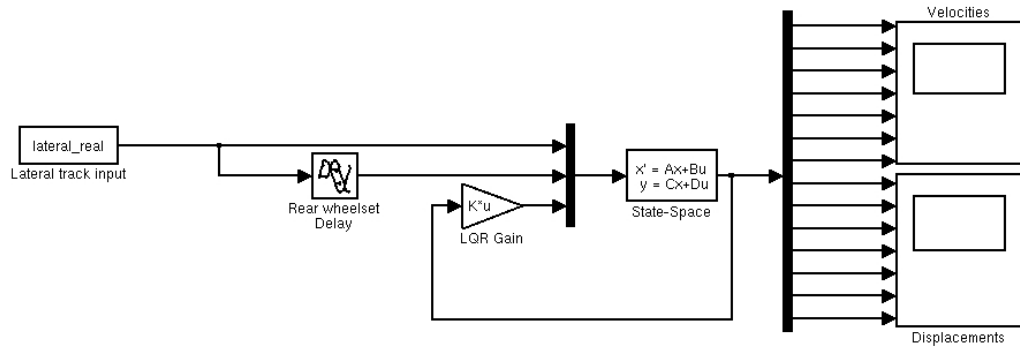 Velocities
lateral_real
Lateral track input
Rear wheelset
Delay
K*u
LQR Gain
x' = Ax+Bu
y = Cx+Du
State-Space
Displacements